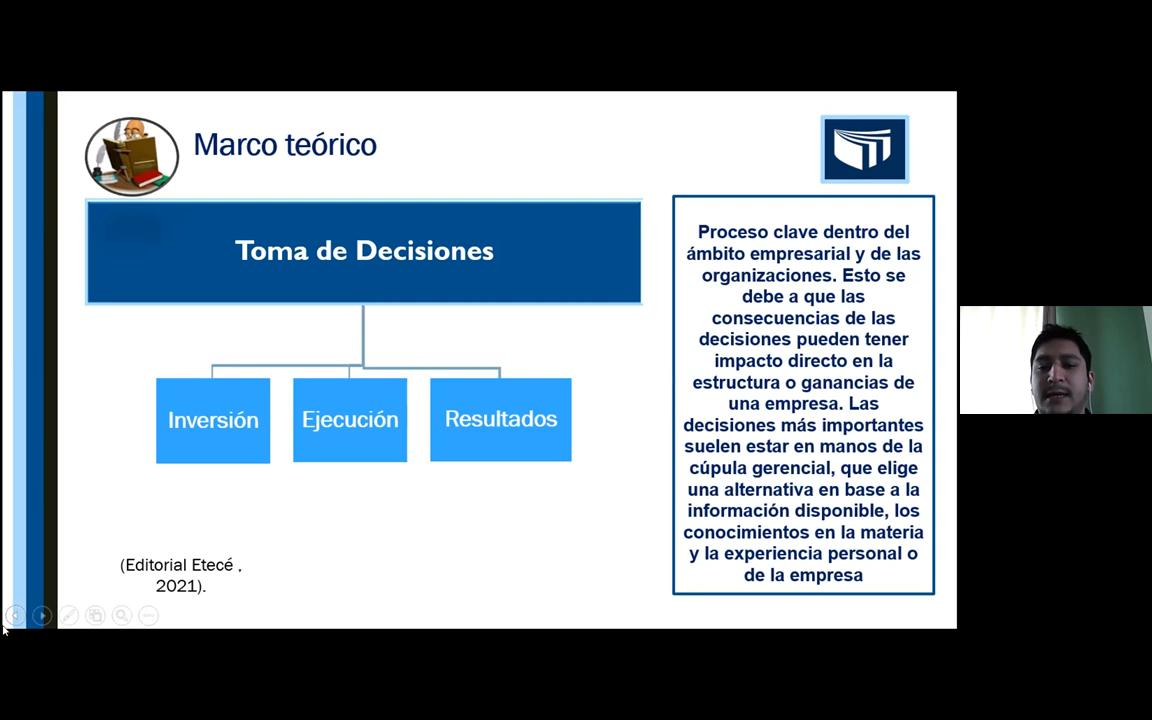 Marco teórico
Toma de Decisiones
Inversión
Ejecución
Resultados
(Editorial Etecé ,
2021).
Proceso clave dentro del
ámbito empresarial y de las
organizaciones. Esto se
debe a que las
consecuencias de las
decisiones pueden tener
impacto directo en la
estructura o ganancias de
una empresa. Las
decisiones más importantes
suelen estar en manos de la
cúpula gerencial, que elige
una alternativa en base a la
información disponible, los
conocimientos en la materia
y la experiencia personal o
de la empresa